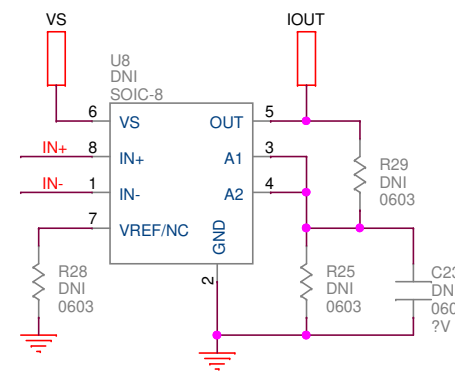 VS
IOUT
U8
DNI
SOIC-8
6
VS
OUT
5
IN+
8
IN+
A1
3
IN-
1
IN-
A2
4
7
VREF/NC
GND
2
R29
DNI
0603
R28
DNI
0603
R25
DNI
0603
?V